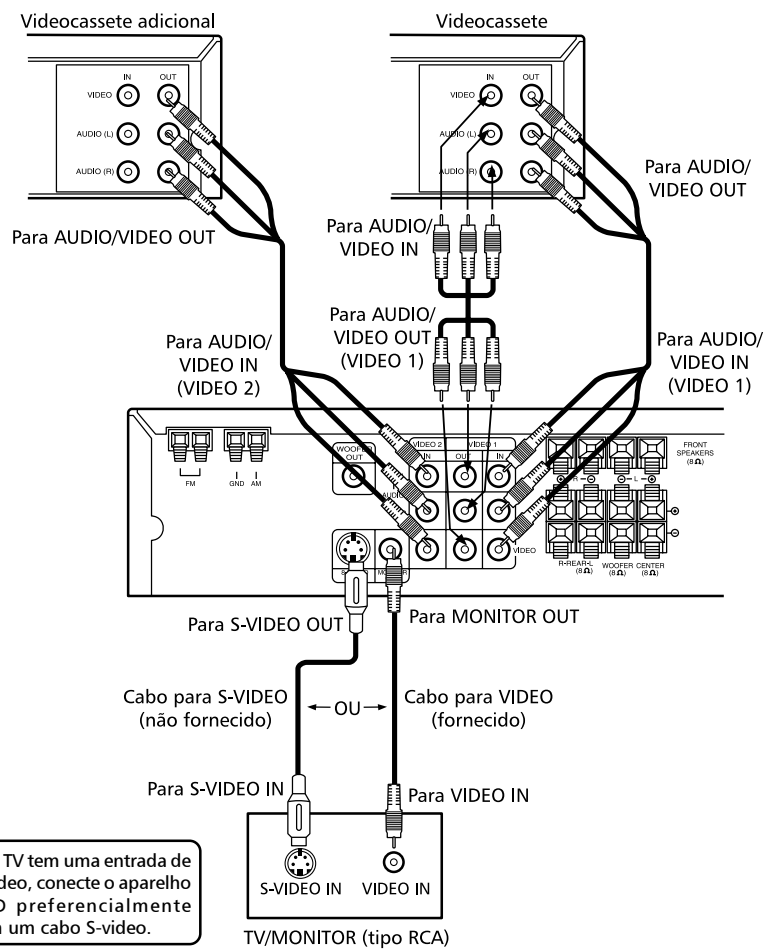 Videocassete adicional
Videocassete
IN
OUT
VIDEO
AUDIO (L)
AUDIO (R)
IN
OUT
VIDEO
AUDIO (L)
AUDIO (R)
Para AUDIO/
VIDEO OUT
Para AUDIO/VIDEO OUT
Para AUDIO/
VIDEO IN
Para AUDIO/
VIDEO OUT
(VIDEO 1)
Para AUDIO/
VIDEO IN
(VIDEO 2)
Para AUDIO/
VIDEO IN
(VIDEO 1)
FM
GND
AM
WOOFER
OUT
VIDEO 2
VIDEO 1
IN
OUT
IN
VIDEO
FRONT
SPEAKERS
(8Ω)
R
L
R-REAR-L
(8Ω)
WOOFER
(8Ω)
CENTER
(8Ω)
Para S-VIDEO OUT
Para MONITOR OUT
Cabo para S-VIDEO
(não fornecido)
OU
Cabo para VIDEO
(fornecido)
Para S-VIDEO IN
Para VIDEO IN
TV tem uma entrada de
conecte o aparelho
preferencialmente
um cabo S-video.
S-VIDEO IN
VIDEO IN
TV/MONITOR (tipo RCA)